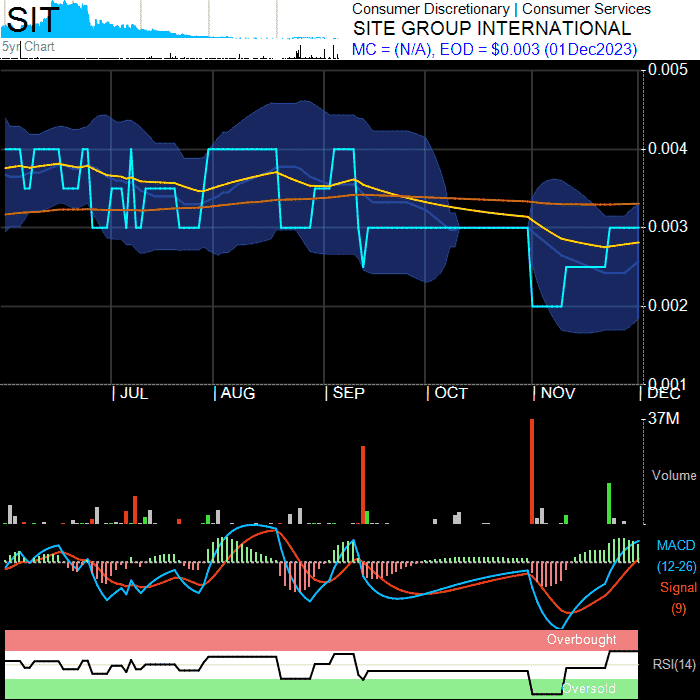 SIT
5yr Chart
Consumer Discretionary | Consumer Services
SITE GROUP INTERNATIONAL
MC = (N/A), EOD = $0.003 (01Dec2023)
0.005
0.004
0.003
0.002
0.001
JUL
AUG
SEP
OCT
NOV
DEC
37M
Volume
MACD
(12-26)
Signal
(9)
Overbought
RSI(14)
Oversold